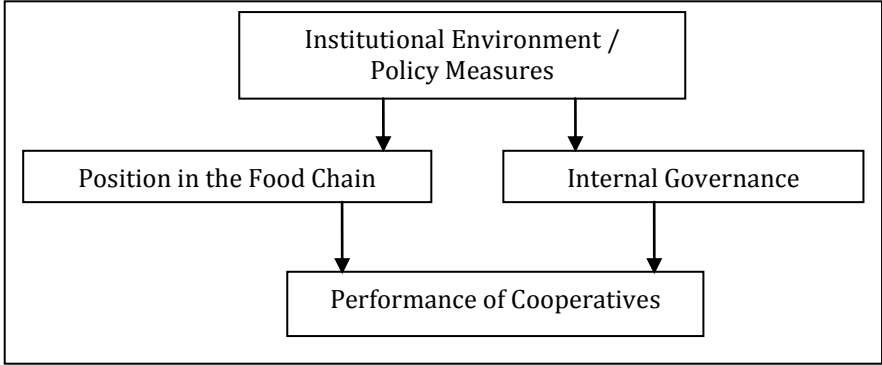 Institutional Environment /
Policy Measures
Position in the Food Chain
Internal Governance
Performance of Cooperatives